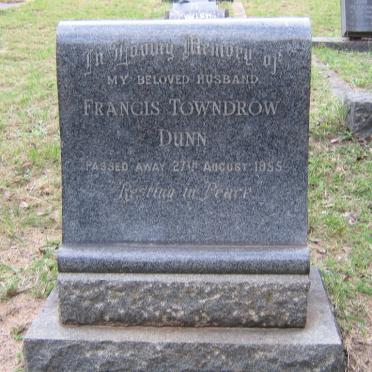 In Loving Memory of
MY BELOVED HUSBAND
FRANCIS TOWNDROW
DUNN
PASSED AWAY 27TH AUGUST 1955
Resting in Peace